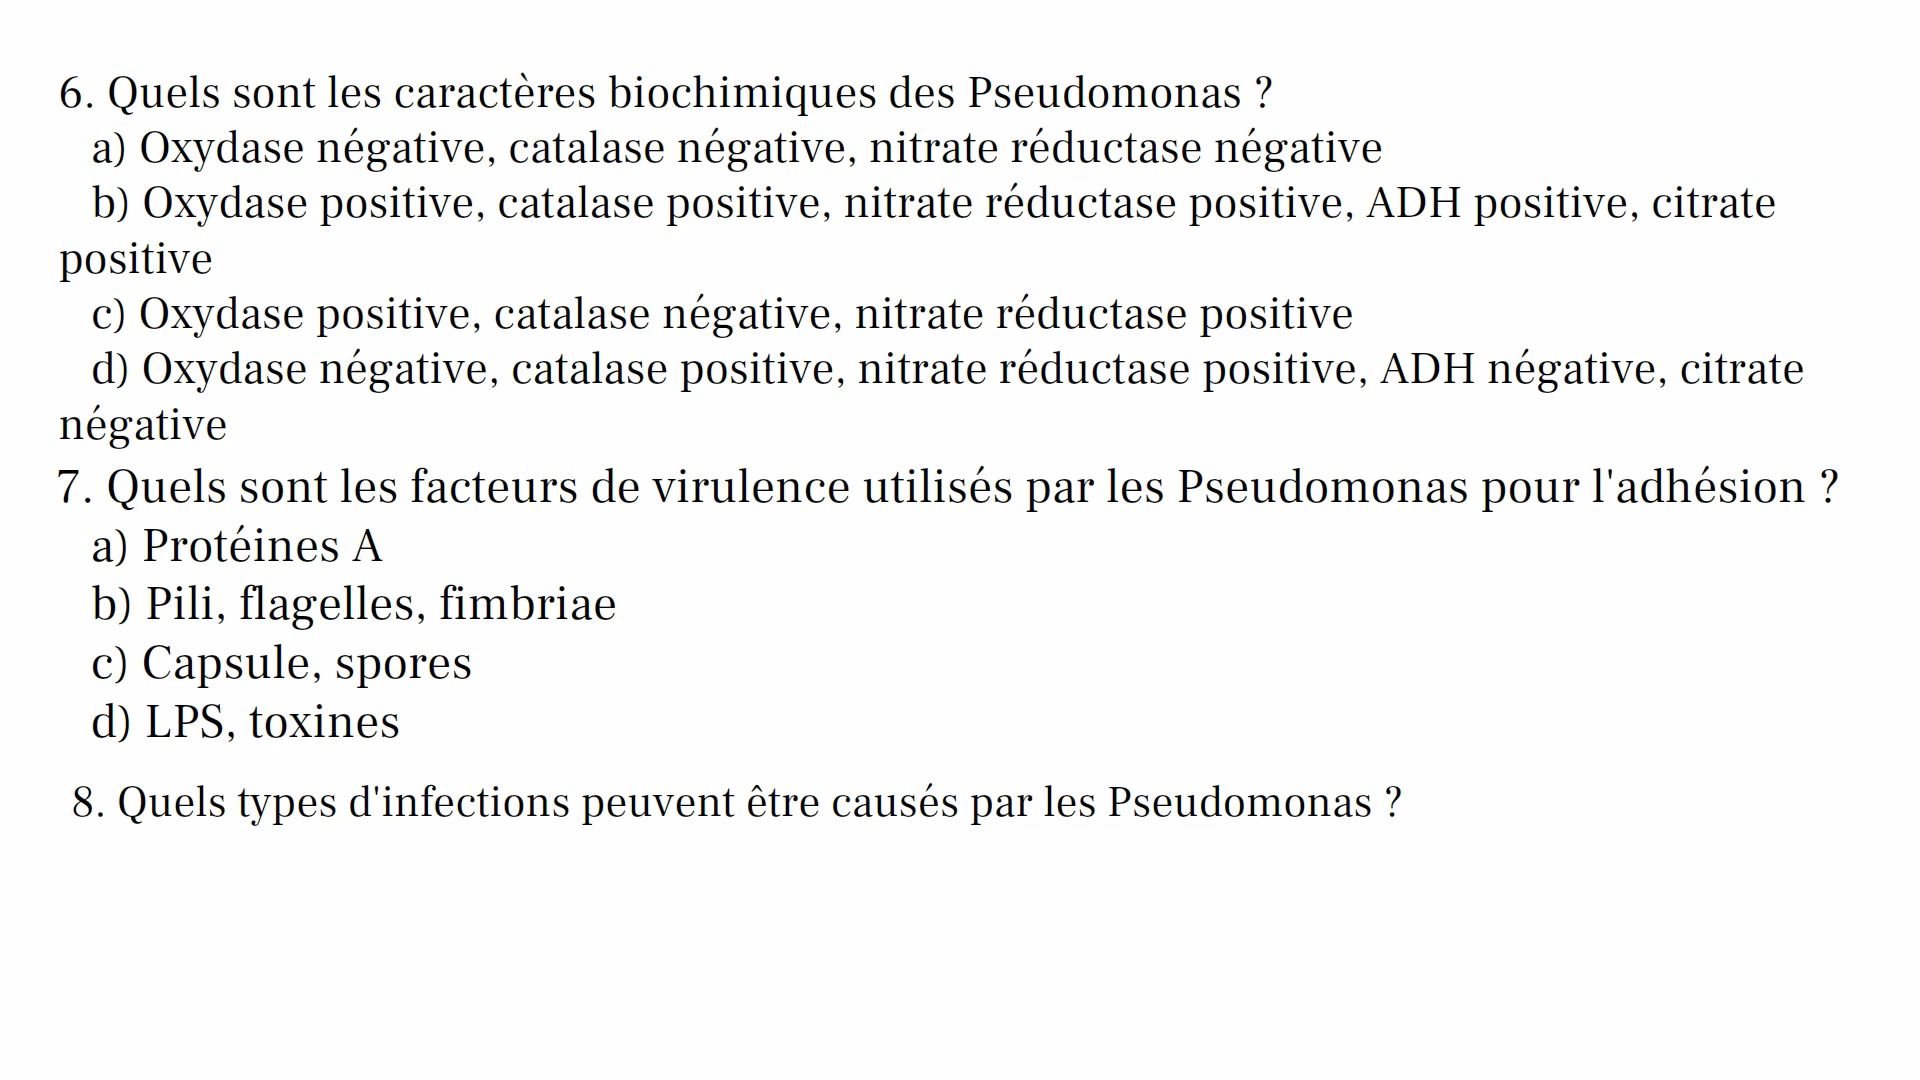 6. Quels sont les caractères biochimiques des Pseudomonas ?
a) Oxydase négative, catalase négative, nitrate réductase négative
b) Oxydase positive, catalase positive, nitrate réductase positive, ADH positive, citrate
positive
c) Oxydase positive, catalase négative, nitrate réductase positive
d) Oxydase négative, catalase positive, nitrate réductase positive, ADH négative, citrate
négative
7. Quels sont les facteurs de virulence utilisés par les Pseudomonas pour l'adhésion ?
a) Protéines A
b) Pili, flagelles, fimbriae
c) Capsule, spores
d) LPS, toxines
8. Quels types d'infections peuvent être causés par les Pseudomonas ?